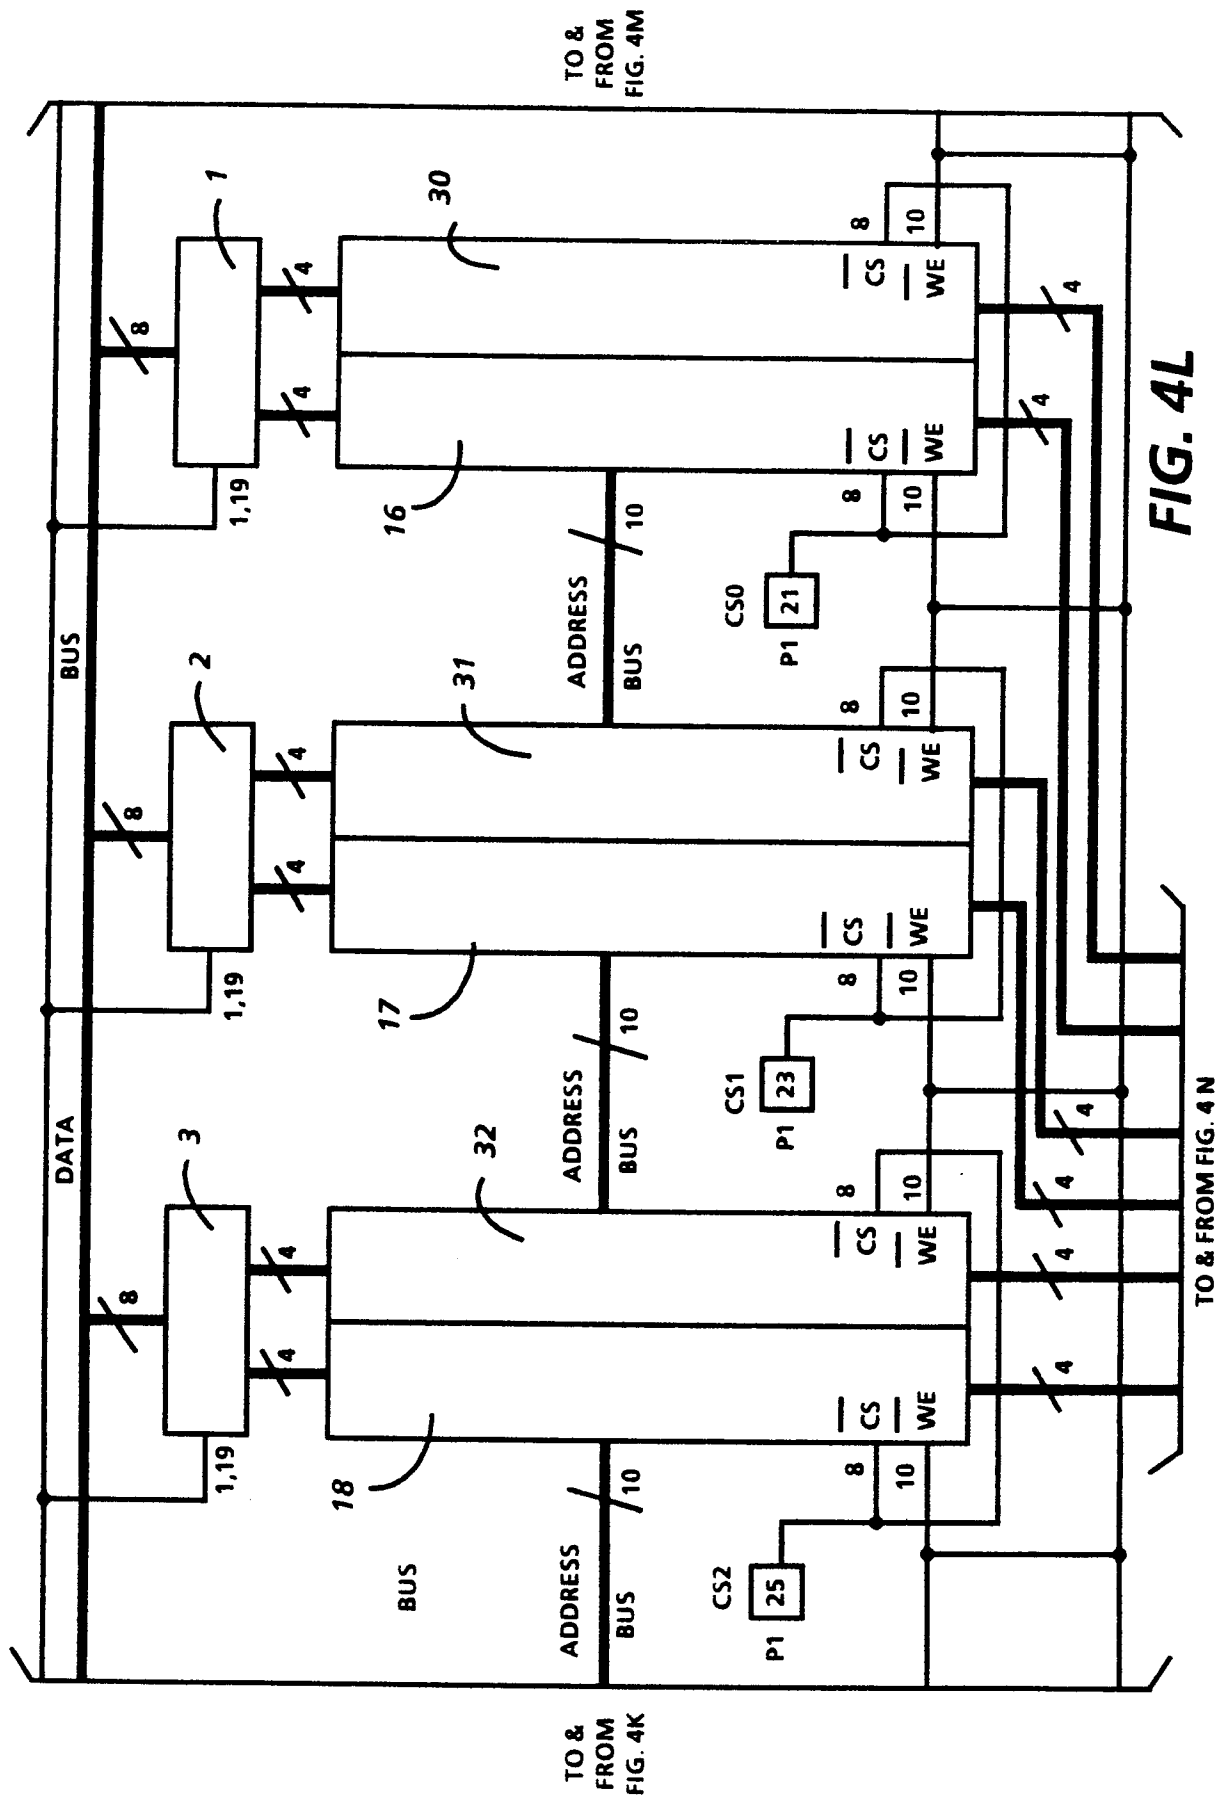 TO &
FROM
FIG. 4K
TO &
FROM
FIG. 4M
DATA
BUS
8
8
8
3
2
1
1,19
1,19
1,19
4
4
4
4
4
4
18
32
17
31
16
30
BUS
ADDRESS
BUS
10
ADDRESS
BUS
10
ADDRESS
BUS
10
CS2
P1
25
CS1
P1
23
CS0
P1
21
8
CS
CS
8
8
CS
CS
8
8
CS
CS
8
10
WE
WE
10
10
WE
WE
10
10
WE
WE
10
4
4
4
4
4
4
TO & FROM FIG. 4 N
FIG. 4L